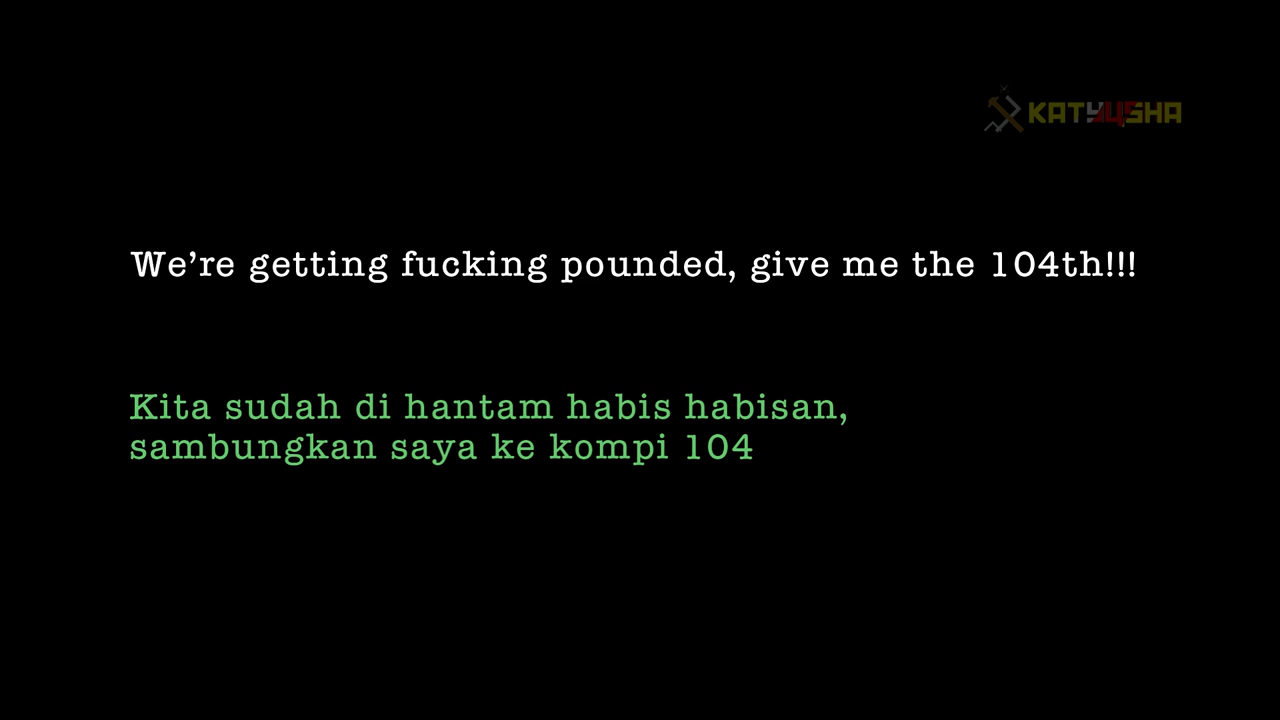 KATYUSHA
We're getting fucking pounded, give me the 104th!!!
Kita sudah di hantam habis habisan,
sambungkan saya ke kompi 104